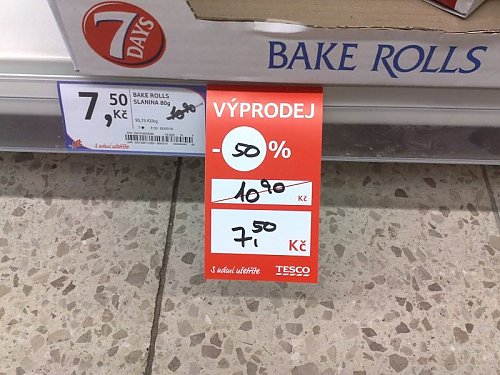 7 DAYS
BAKE ROLLS
7,50 Kč
BAKE ROLLS
SLANINA 80g
10 90
VÝPRODEJ
-50%
10 90 Kč
7,50 Kč
S námi ušetříte
S námi ušetříte TESCO